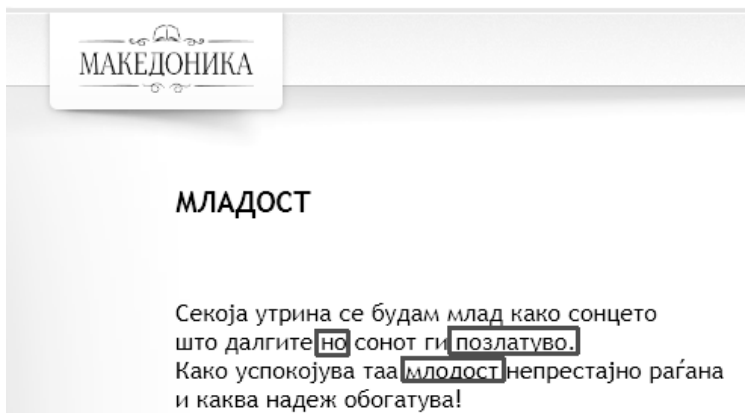 МАКЕДОНИКА
МЛАДОСТ
Секоја утрина се будам млад како сонцето
што далгите но сонот ги позлатуво.
Како успокојува таа млодост непрестајно раѓана
и каква надеж обогатува!